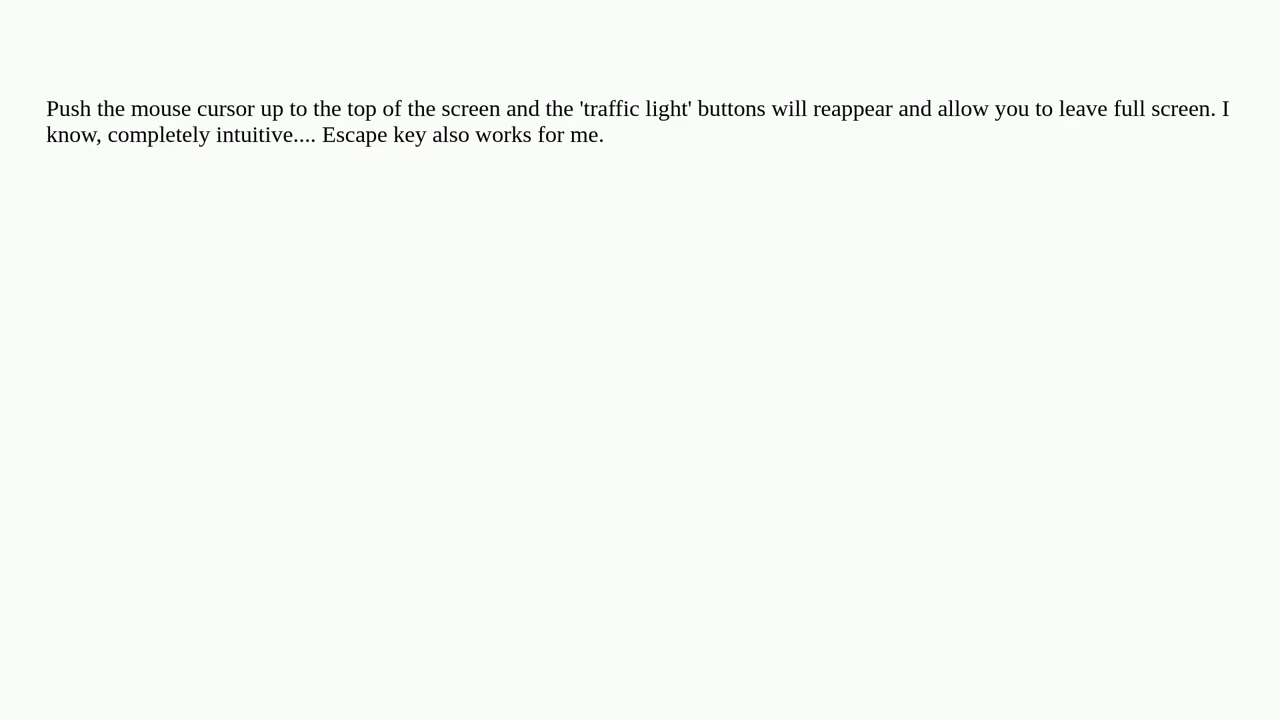 Push the mouse cursor up to the top of the screen and the 'traffic light' buttons will reappear and allow you to leave full screen. I
know, completely intuitive.... Escape key also works for me.